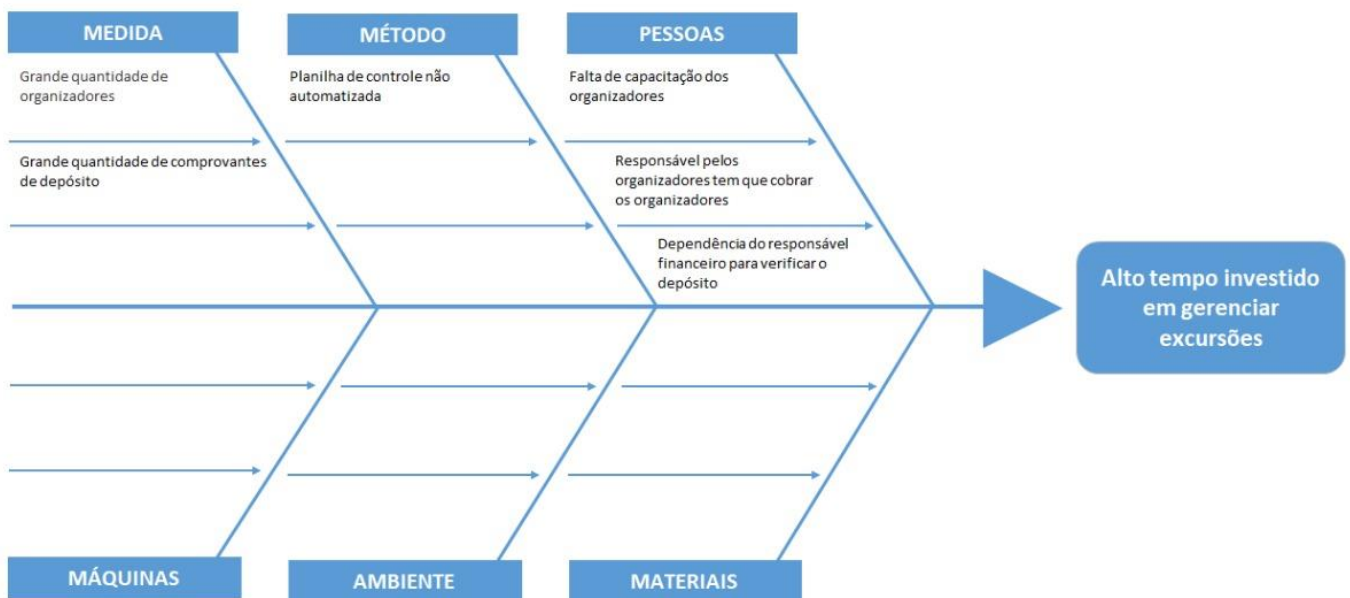 MEDIDA
MÉTODO
PESSOAS
Grande quantidade de
organizadores
Planilha de controle não
automatizada
Falta de capacitação dos
organizadores
Grande quantidade de comprovantes
de depósito
Responsável pelos
organizadores tem que cobrar
os organizadores
Dependência do responsável
financeiro para verificar o
depósito
Alto tempo investido
em gerenciar
excursões
MÁQUINAS
AMBIENTE
MATERIAIS